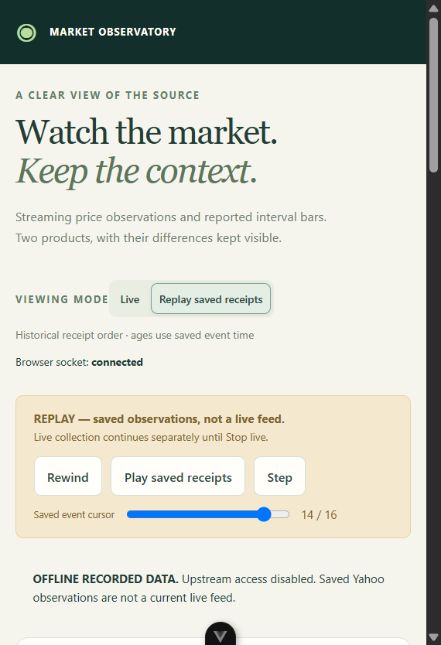 MARKET OBSERVATORY
A CLEAR VIEW OF THE SOURCE
Watch the market.
Keep the context.
Streaming price observations and reported interval bars.
Two products, with their differences kept visible.
VIEWING MODE Live Replay saved receipts
Historical receipt order · ages use saved event time
Browser socket: connected
REPLAY — saved observations, not a live feed.
Live collection continues separately until Stop live.
Rewind Play saved receipts Step
Saved event cursor 14 / 16
OFFLINE RECORDED DATA. Upstream access disabled. Saved Yahoo
observations are not a current live feed.